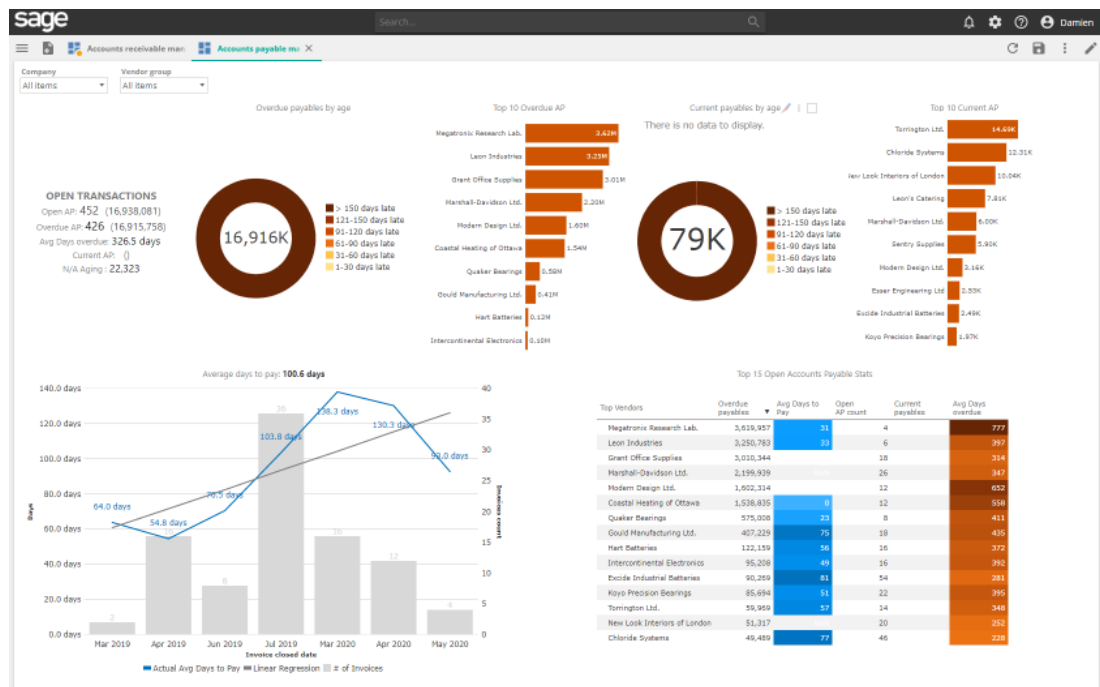 sage
Search...
Damien
Accounts receivable man
Accounts payable ma
Company
Vendor group
All items
All items
Overdue payables by age
Top 10 Overdue AP
Current payables by age
Top 10 Current AP
There is no data to display.
OPEN TRANSACTIONS
Open AP: 452 (16,938,081)
Overdue AP: 426 (16,915,758)
Avg Days overdue: 326.5 days
Current AP: ()
N/A Aging : 22,323
16,916K
> 150 days late
121-150 days late
91-120 days late
61-90 days late
31-60 days late
1-30 days late
Megatronix Research Lab. 3.62M
Leon Industries 3.25M
Grant Office Supplies 3.01M
Marshall-Davidson Ltd. 2.20M
Modern Design Ltd. 1.60M
Coastal Heating of Ottawa 1.54M
Quaker Bearings 0.58M
Gould Manufacturing Ltd. 0.41M
Hart Batteries 0.12M
Intercontinental Electronics 0.10M
79K
> 150 days late
121-150 days late
91-120 days late
61-90 days late
31-60 days late
1-30 days late
Torrington Ltd. 14.69K
Chloride Systems 12.31K
New Look Interiors of London 10.04K
Leon's Catering 7.81K
Marshall-Davidson Ltd. 6.00K
Sentry Supplies 5.90K
Modern Design Ltd. 3.16K
Esser Engineering Ltd
Excide Industrial Batteries 2.49K
Koyo Precision Bearings 1.97K
Average days to pay: 100.6 days
140.0 days
120.0 days
100.0 days
80.0 days
60.0 days
40.0 days
20.0 days
0.0 days
Days
40
35
30
25
20
15
10
5
0
Invoices count
64.0 days
54.8 days
70.5 days
103.8 days
138.3 days
130.3 days
93.0 days
2
16
8
36
16
12
4
Mar 2019
Apr 2019
Jun 2019
Jul 2019
Mar 2020
Apr 2020
May 2020
Invoice closed date
Actual Avg Days to Pay
Linear Regression
# of Invoices
Top 15 Open Accounts Payable Stats
Top Vendors Overdue payables Avg Days to Pay Open AP count Current payables Avg Days overdue
Megatronix Research Lab. 3,619,957 31 4 777
Leon Industries 3,250,783 33 6 397
Grant Office Supplies 3,010,344 18 314
Marshall-Davidson Ltd. 2,199,939 26 347
Modern Design Ltd. 1,602,314 12 652
Coastal Heating of Ottawa 1,538,835 0 12 558
Quaker Bearings 575,008 23 8 411
Gould Manufacturing Ltd. 407,229 75 18 435
Hart Batteries 122,159 56 16 372
Intercontinental Electronics 95,208 49 16 392
Excide Industrial Batteries 90,269 81 54 281
Koyo Precision Bearings 85,694 51 22 395
Torrington Ltd. 59,969 57 14 348
New Look Interiors of London 51,317 20 252
Chloride Systems 49,489 77 46 228